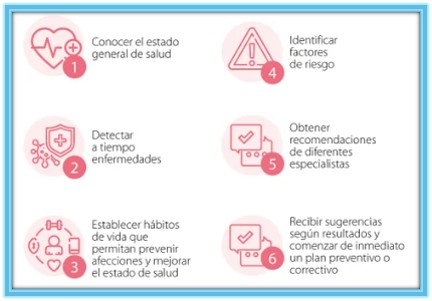 1
Conocer el estado
general de salud
2
Detectar
a tiempo
enfermedades
3
Establecer hábitos
de vida que
permitan prevenir
afecciones y mejorar
el estado de salud
4
Identificar
factores
de riesgo
5
Obtener
recomendaciones
de diferentes
especialistas
6
Recibir sugerencias
según resultados y
comenzar de inmediato
un plan preventivo o
correctivo